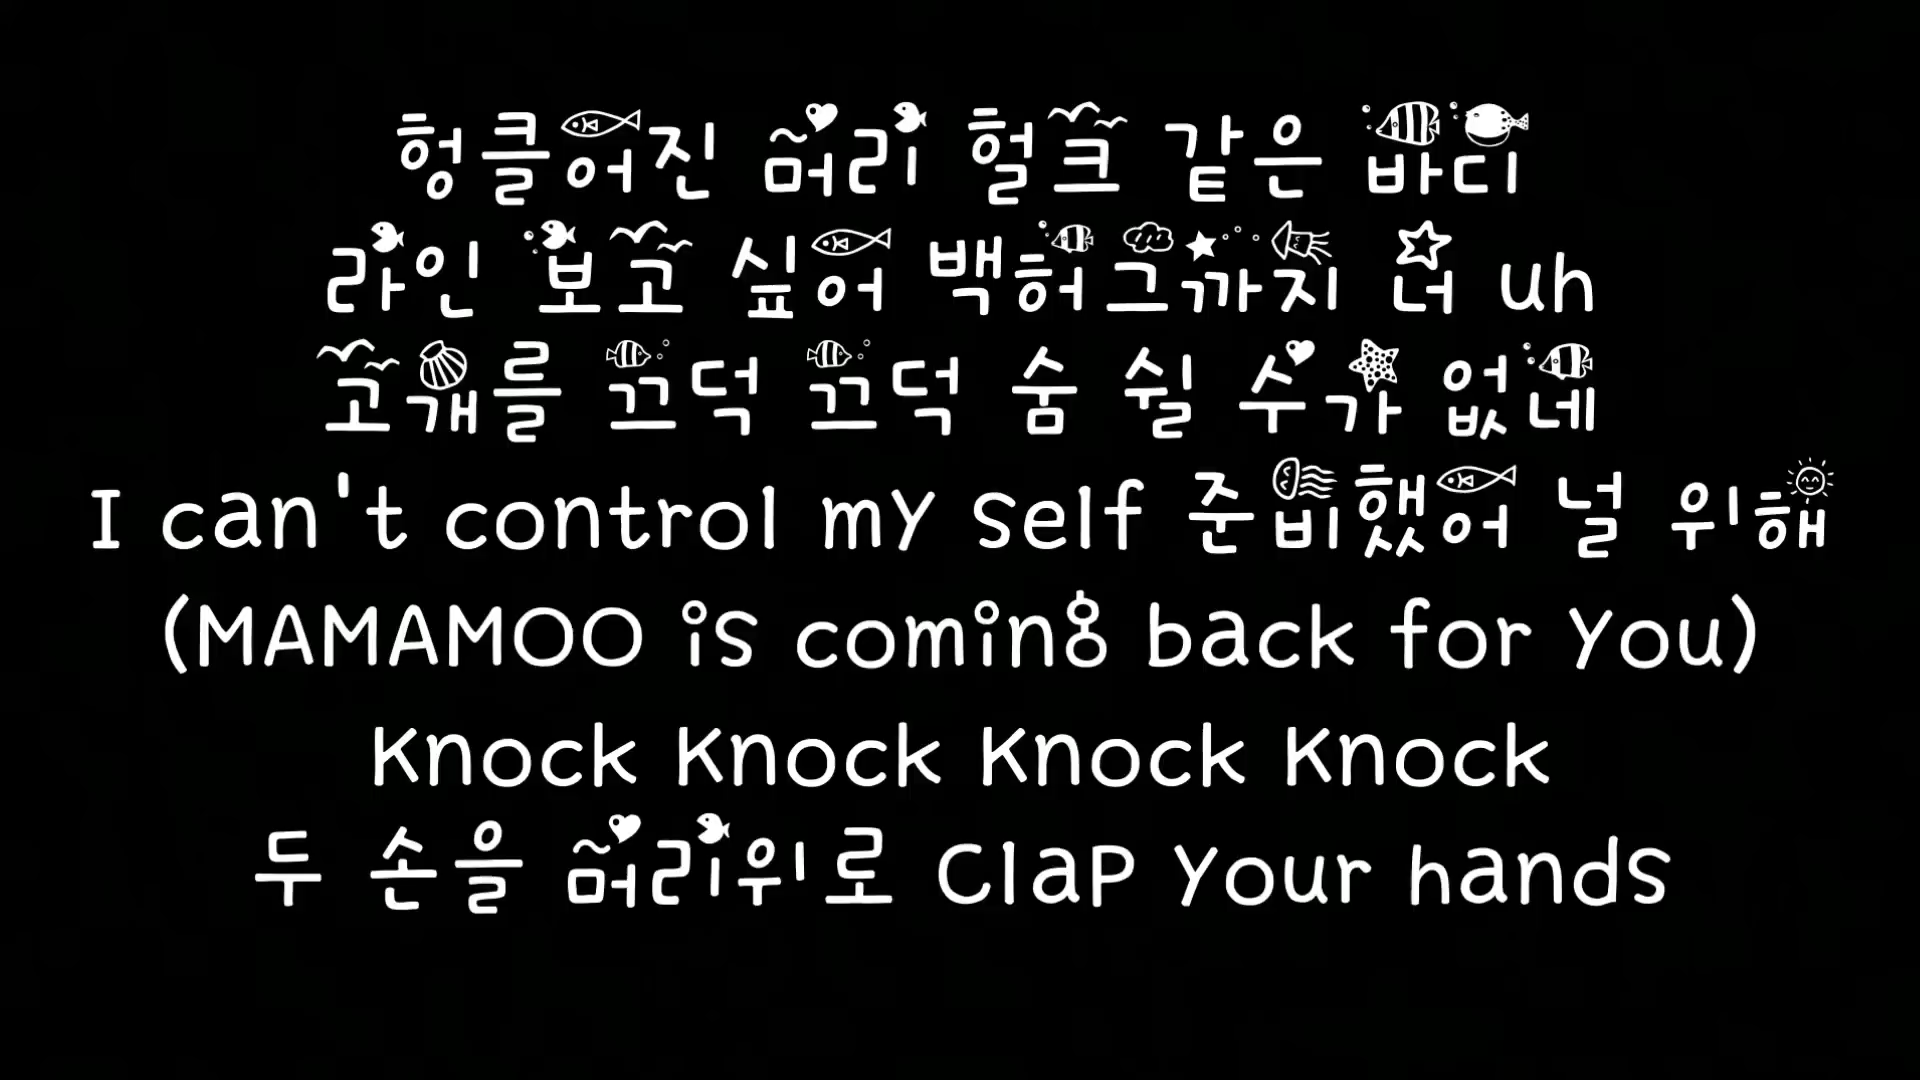 헝클어진 머리 헐크 같은 바디
라인 보고 싶어 백허그까지 너 uh
고개를 끄덕 끄덕 숨 쉴 수가 없네
I can't control my self 준비했어 널 위해
(MAMAMOO is coming back for You)
Knock Knock Knock Knock
두 손을 머리위로 Clap Your hands